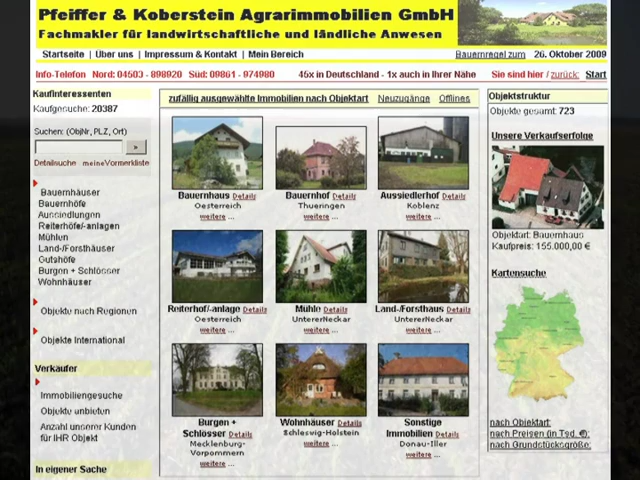 Pfeiffer & Koberstein Agrarimmobilien GmbH
Fachmakler für landwirtschaftliche und ländliche Anwesen
Startseite | Über uns | Impressum & Kontakt | Mein Bereich
Bauernregel zum 26. Oktober 2009
Info-Telefon Nord: 04503 - 898920 Süd: 09861 - 974980
45x in Deutschland - 1x auch in Ihrer Nähe
Sie sind hier / zurück: Start
Kaufinteressenten
Kaufgesuche: 20387
Suchen: (ObjNr, PLZ, Ort)
»
Detailsuche : meineVormerkliste
Bauernhäuser
Bauernhöfe
Aussiedlungen
Reiterhöfe/-anlagen
Mühlen
Land-/Forsthäuser
Gutshöfe
Burgen + Schlösser
Wohnhäuser
Objekte nach Regionen
Objekte International
Verkäufer
Immobiliengesuche
Objekte anbieten
Anzahl unserer Kunden
für IHR Objekt
In eigener Sache
zufällig ausgewählte Immobilien nach Objektart Neuzugänge Offlines
Bauernhaus Details
Oesterreich
weitere ...
Bauernhof Details
Thueringen
weitere ...
Aussiedlerhof Details
Koblenz
weitere ...
Reiterhof/-anlage Details
Oesterreich
weitere ...
Mühle Details
UntererNeckar
weitere ...
Land-/Forsthaus Details
UntererNeckar
weitere ...
Burgen +
Schlösser Details
Mecklenburg-
Vorpommern
weitere ...
Wohnhäuser Details
Schleswig-Holstein
weitere ...
Sonstige
Immobilien Details
Donau-Iller
weitere ...
Objektstruktur
Objekte gesamt: 723
Unsere Verkaufserfolge
Objektart: Bauernhaus
Kaufpreis: 155.000,00 €
Kartensuche
nach Objektart:
nach Preisen (in Tsd. €):
nach Grundstücksgröße: